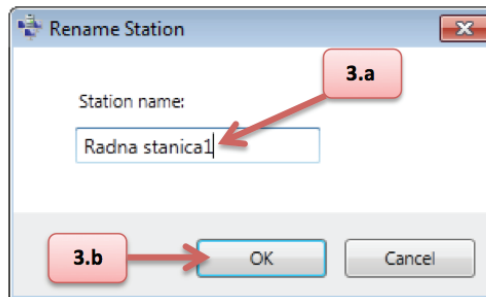 Rename Station
3.a
Station name:
Radna stanica1
3.b
OK
Cancel